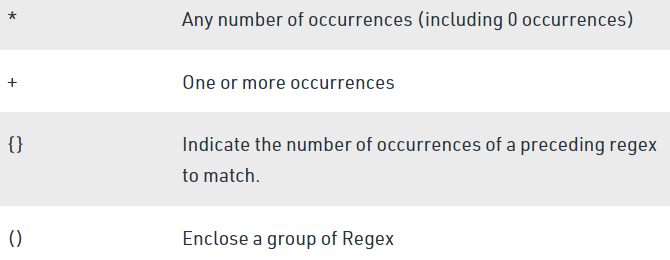 * Any number of occurrences (including 0 occurrences)
+ One or more occurrences
{} Indicate the number of occurrences of a preceding regex
to match.
() Enclose a group of Regex